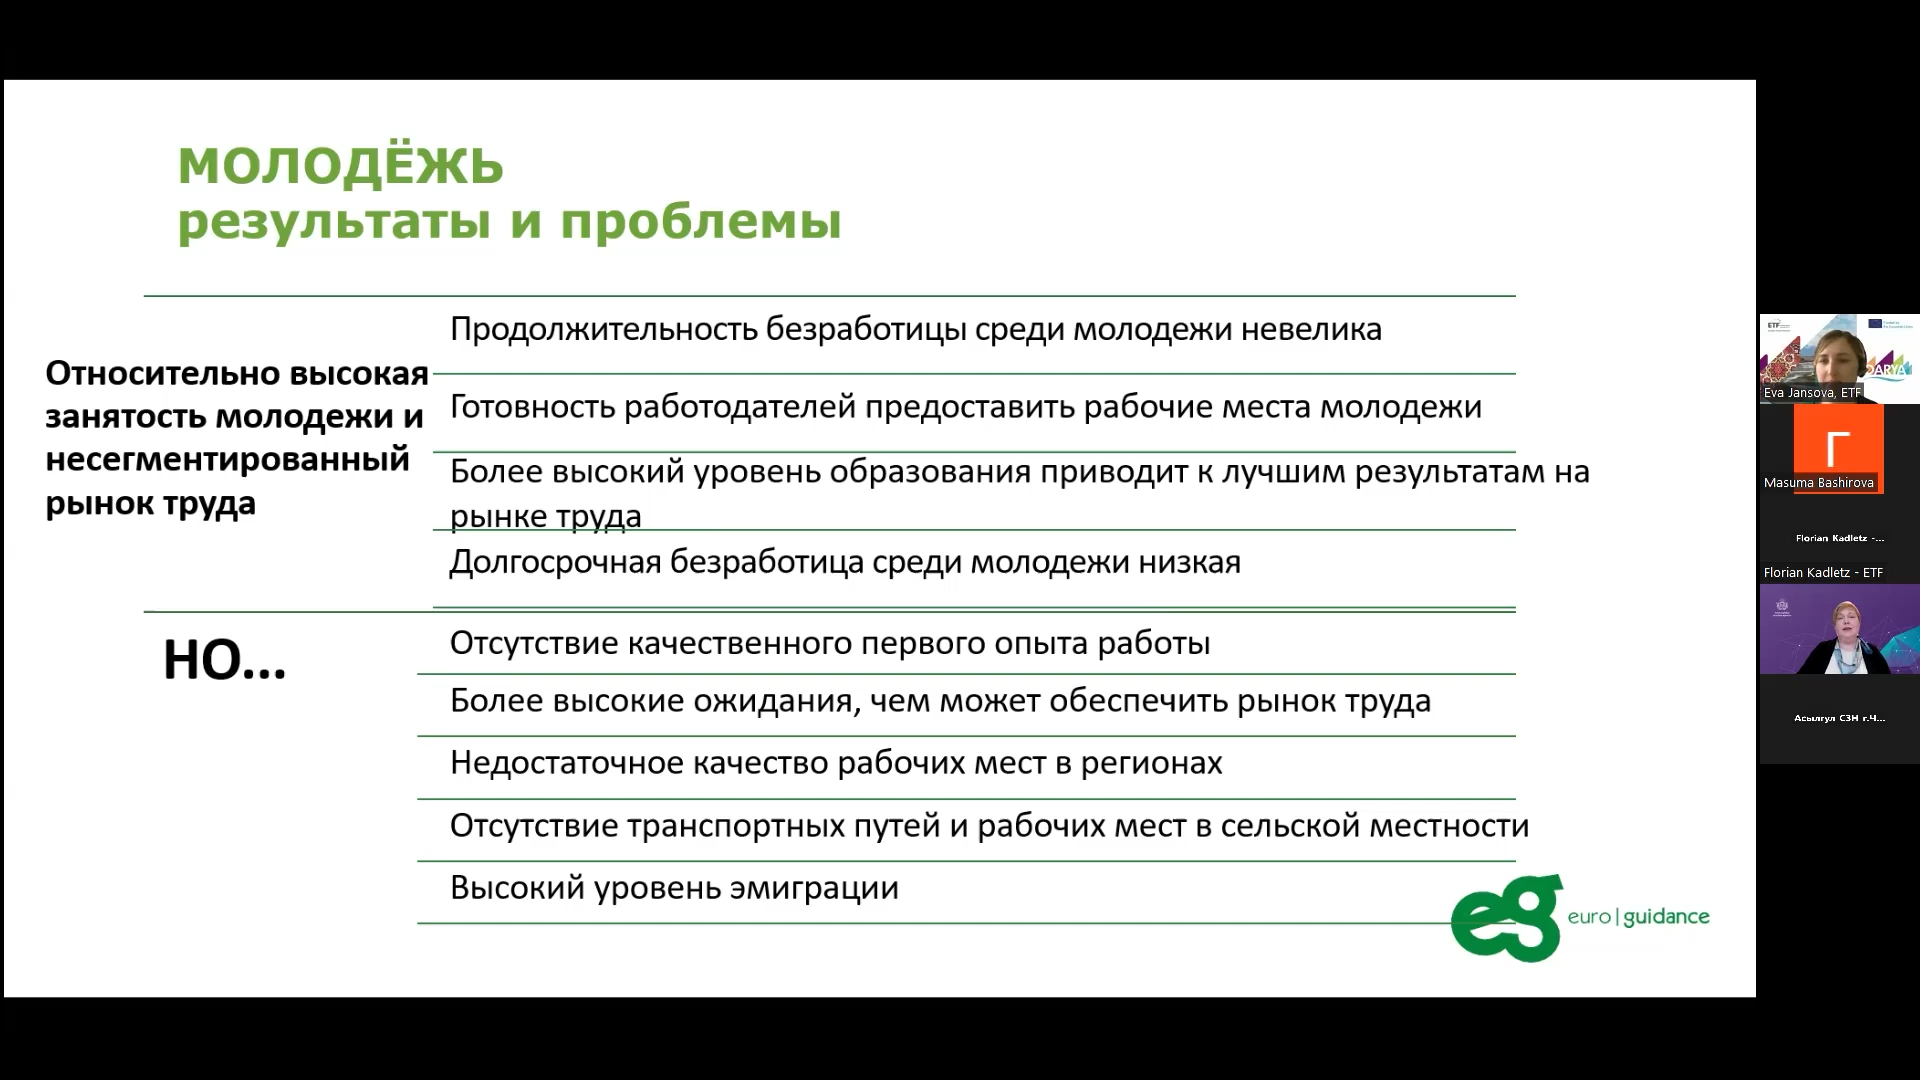 МОЛОДЁЖЬ
результаты и проблемы
Относительно высокая
занятость молодежи и
несегментированный
рынок труда
Продолжительность безработицы среди молодежи невелика
Готовность работодателей предоставить рабочие места молодежи
Более высокий уровень образования приводит к лучшим результатам на
рынке труда
Долгосрочная безработица среди молодежи низкая
НО...
Отсутствие качественного первого опыта работы
Более высокие ожидания, чем может обеспечить рынок труда
Недостаточное качество рабочих мест в регионах
Отсутствие транспортных путей и рабочих мест в сельской местности
Высокий уровень эмиграции
eg euro|guidance
ETF
DARYA
Eva Jansova, ETF
Г
Masuma Bashirova
Florian Kadletz -...
Florian Kadletz - ETF
Асылгул СЗН г.Ч...